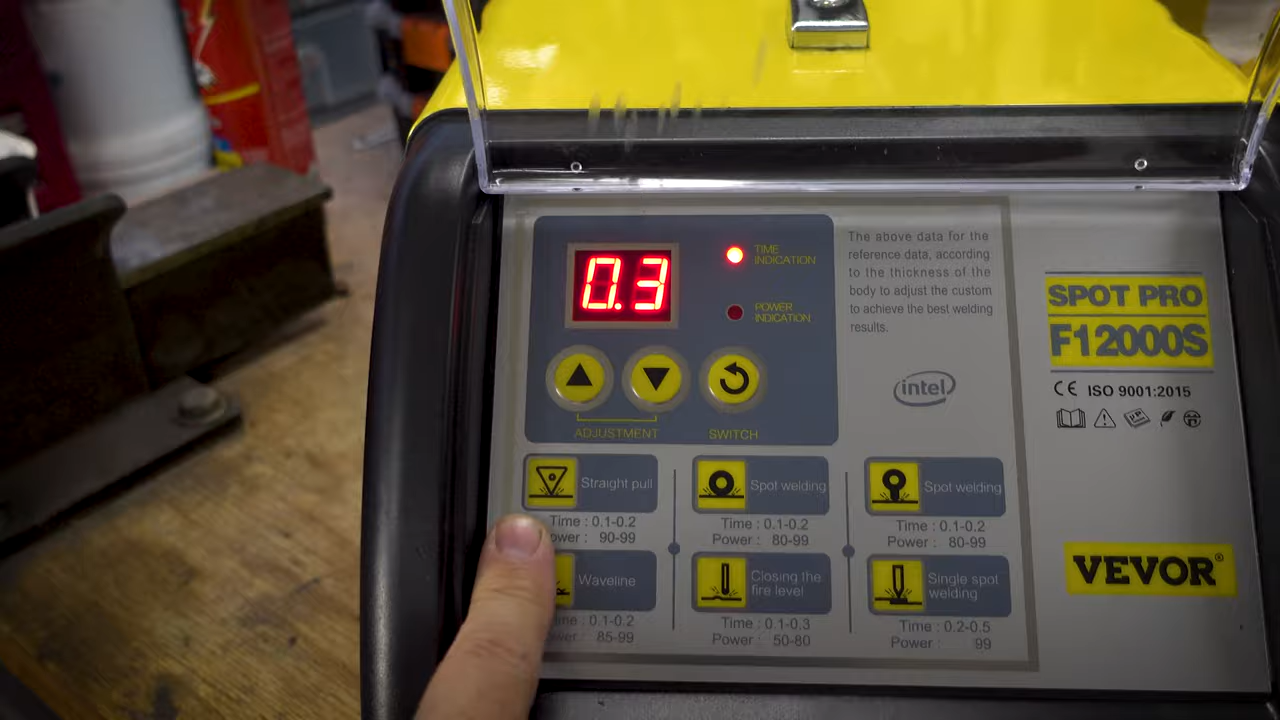 0.3
TIME
INDICATION
POWER
INDICATION
ADJUSTMENT
SWITCH
The above data for the
reference data, according
to the thickness of the
body to adjust the custom
to achieve the best welding
results.
intel
SPOT PRO
F12000S
CE ISO 9001:2015
Straight pull
Time : 0.1-0.2
Power : 90-99
Spot welding
Time : 0.1-0.2
Power : 80-99
Spot welding
Time : 0.1-0.2
Power : 80-99
Waveline
Time : 0.1-0.2
Power : 85-99
Closing the
fire level
Time : 0.1-0.3
Power : 50-80
Single spot
welding
Time : 0.2-0.5
Power : 99
VEVOR®